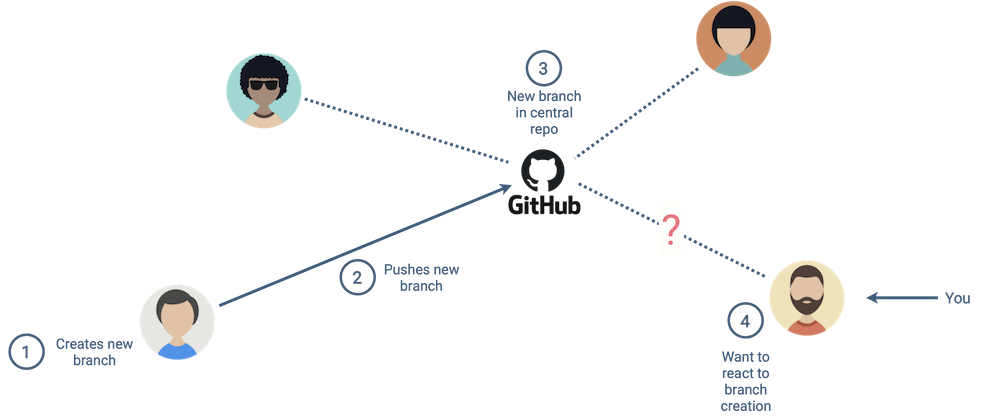 3
New branch
in central
repo
GitHub
?
2
Pushes new
branch
1
Creates new
branch
You
4
Want to
react to
branch
creation